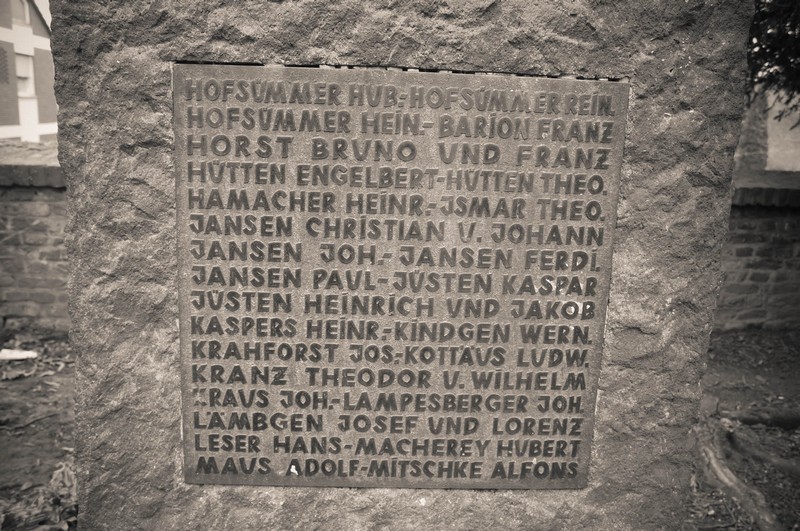 HOFSUMMER HUB.-HOFSUMMER REIN.
HOFSUMMER HEIN.-BARION FRANZ
HORST BRUNO UND FRANZ
HÜTTEN ENGELBERT-HÜTTEN THEO.
HAMACHER HEINR.-JSMAR THEO.
JANSEN CHRISTIAN U. JOHANN
JANSEN JOH.-JANSEN FERDI.
JANSEN PAUL-JÜSTEN KASPAR
JÜSTEN HEINRICH UND JAKOB
KASPERS HEINR.-KINDGEN WERN.
KRAHFORST JOS.-KOTTAUS LUDW.
KRANZ THEODOR U. WILHELM
RAUS JOH.-LAMPESBERGER JOH.
LÄMBGEN JOSEF UND LORENZ
LESER HANS-MACHEREY HUBERT
MAUS ADOLF-MITSCHKE ALFONS